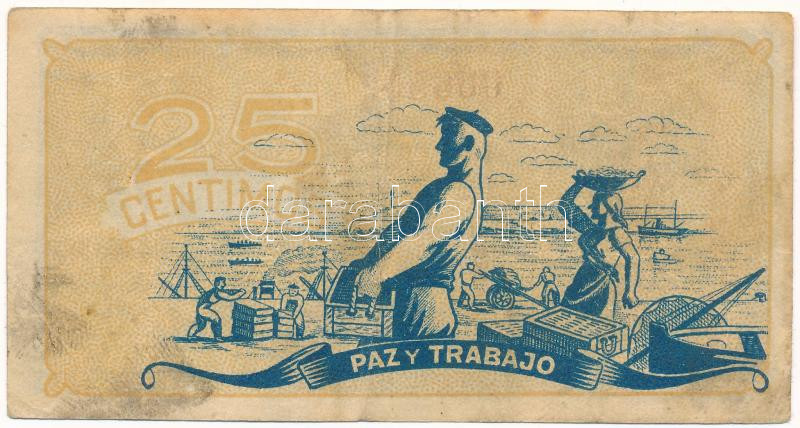 25
CENTIMOS
darabanth
PAZ Y TRABAJO